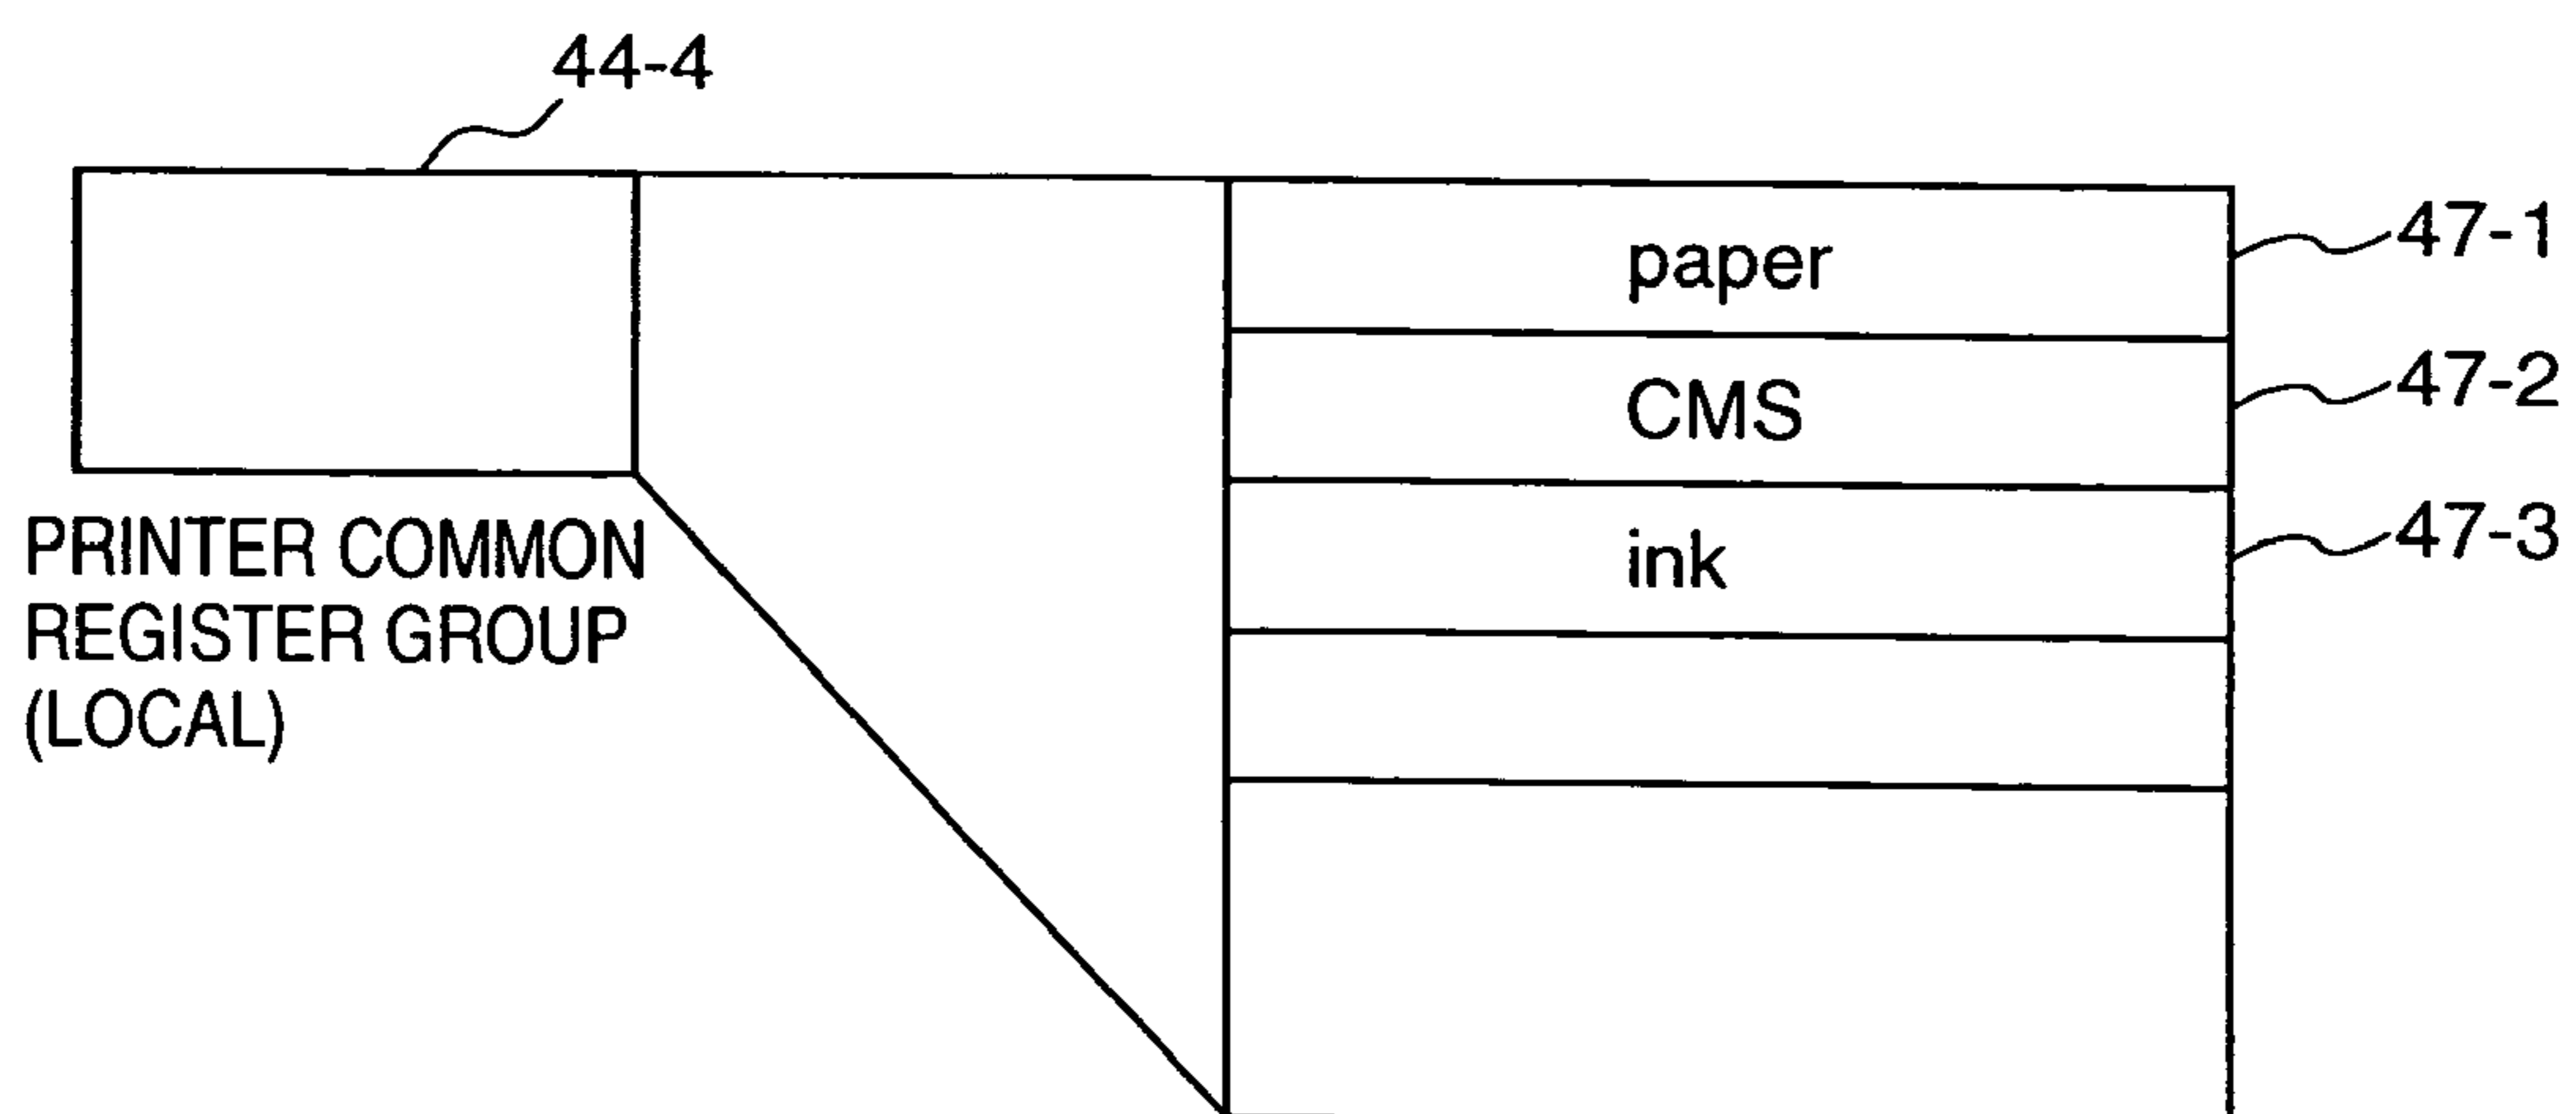 44-4
paper
47-1
CMS
47-2
ink
47-3
PRINTER COMMON
REGISTER GROUP
(LOCAL)